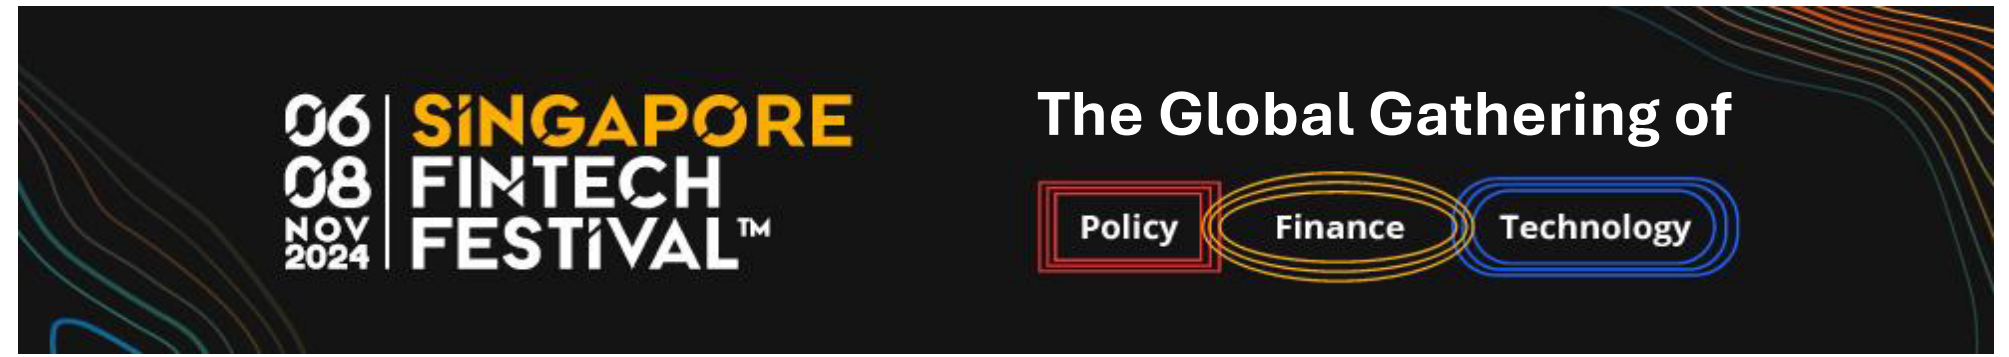 06
08
NOV
2024
SINGAPORE
FINTECH
FESTIVAL™
The Global Gathering of
Policy Finance Technology